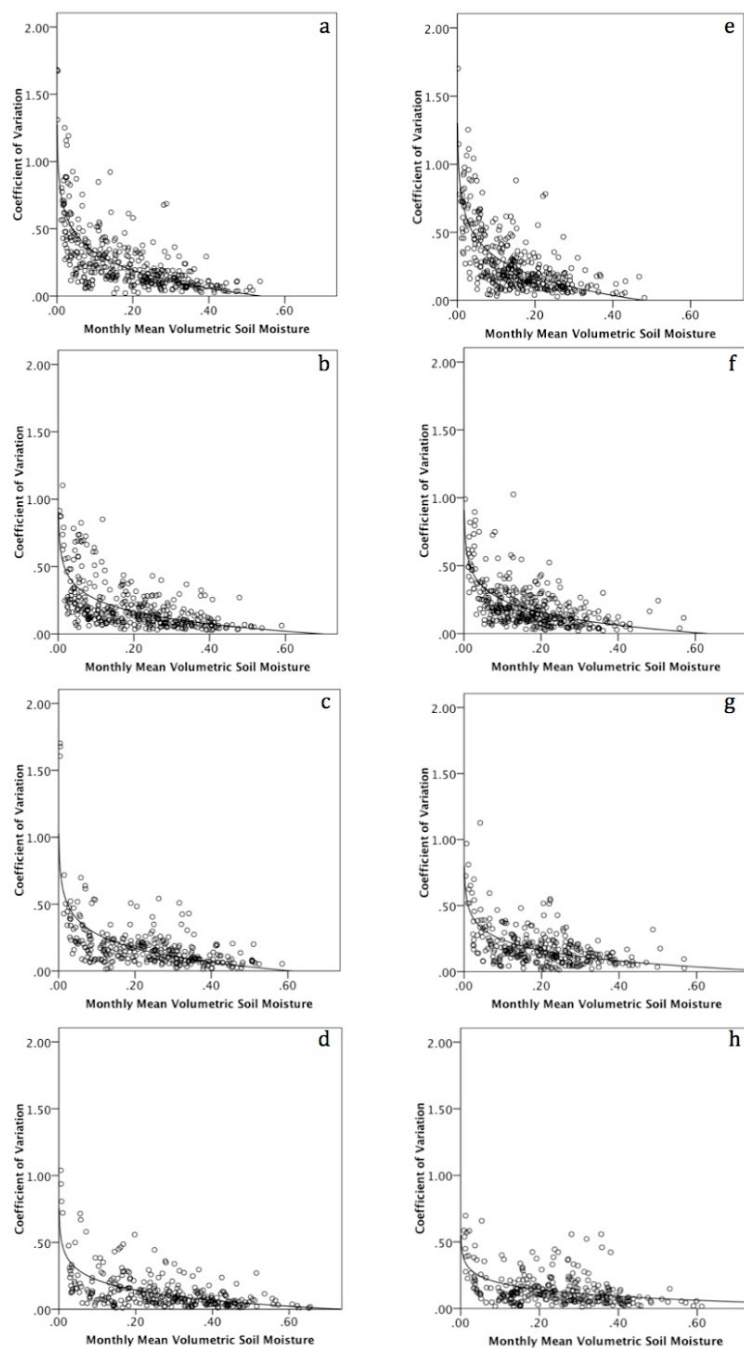 a
2.00
1.50
1.00
.50
.00
.00 .20 .40 .60
Coefficient of Variation
Monthly Mean Volumetric Soil Moisture
e
2.00
1.50
1.00
.50
.00
.00 .20 .40 .60
Coefficient of Variation
Monthly Mean Volumetric Soil Moisture
b
2.00
1.50
1.00
.50
.00
.00 .20 .40 .60
Coefficient of Variation
Monthly Mean Volumetric Soil Moisture
f
2.00
1.50
1.00
.50
.00
.00 .20 .40 .60
Coefficient of Variation
Monthly Mean Volumetric Soil Moisture
c
2.00
1.50
1.00
.50
.00
.00 .20 .40 .60
Coefficient of Variation
Monthly Mean Volumetric Soil Moisture
g
2.00
1.50
1.00
.50
.00
.00 .20 .40 .60
Coefficient of Variation
Monthly Mean Volumetric Soil Moisture
d
2.00
1.50
1.00
.50
.00
.00 .20 .40 .60
Coefficient of Variation
Monthly Mean Volumetric Soil Moisture
h
2.00
1.50
1.00
.50
.00
.00 .20 .40 .60
Coefficient of Variation
Monthly Mean Volumetric Soil Moisture